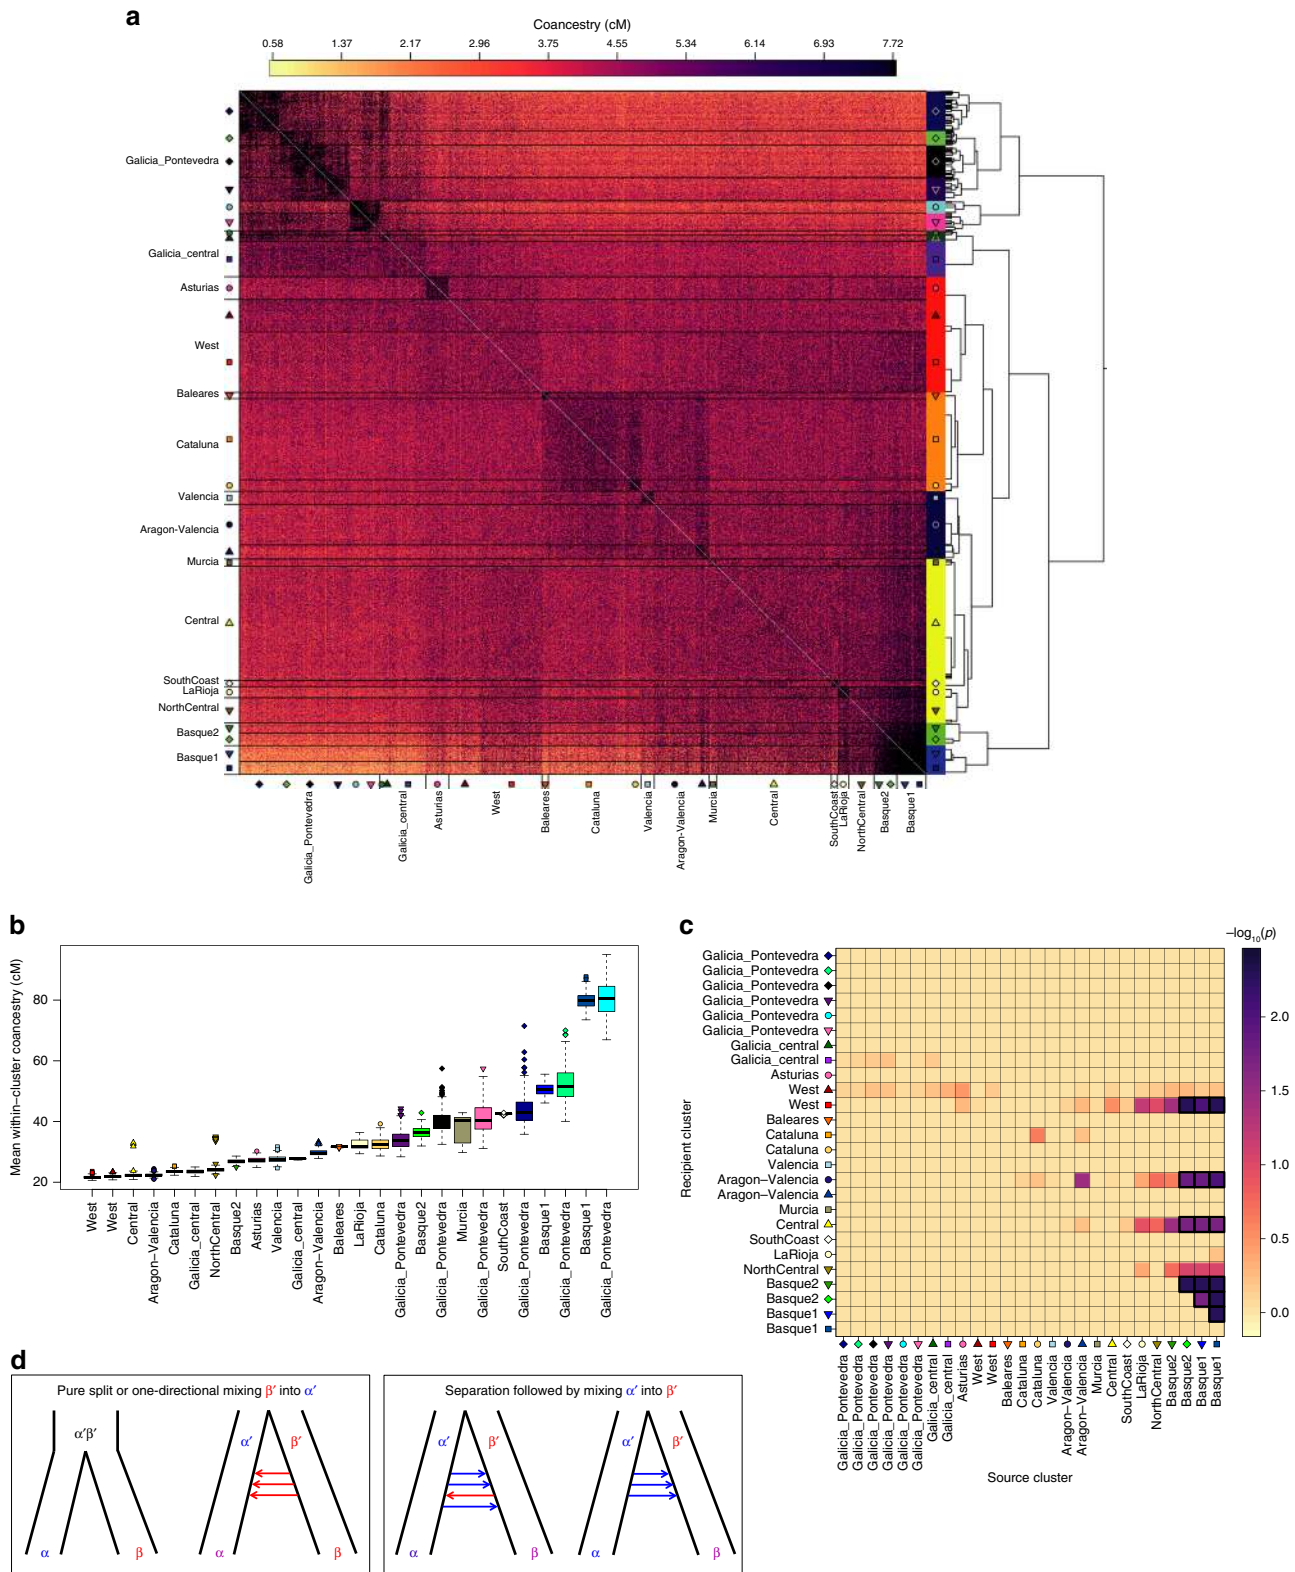 a
Coancestry (cM)
0.58 1.37 2.17 2.96 3.75 4.55 5.34 6.14 6.93 7.72
Galicia_Pontevedra
Galicia_central
Asturias
West
Baleares
Cataluna
Valencia
Aragon-Valencia
Murcia
Central
SouthCoast
LaRioja
NorthCentral
Basque2
Basque1
Galicia_Pontevedra
Galicia_central
Asturias
West
Baleares
Cataluna
Valencia
Aragon-Valencia
Murcia
Central
SouthCoast
LaRioja
NorthCentral
Basque2
Basque1
b
Mean within-cluster coancestry (cM)
80
60
40
20
West
West
Central
Aragon–Valencia
Cataluna
Galicia_central
NorthCentral
Basque2
Asturias
Valencia
Galicia_central
Aragon–Valencia
Baleares
LaRioja
Cataluna
Galicia_Pontevedra
Basque2
Galicia_Pontevedra
Murcia
Galicia_Pontevedra
SouthCoast
Galicia_Pontevedra
Basque1
Galicia_Pontevedra
Basque1
Galicia_Pontevedra
c
–log10(p)
Recipient cluster
Galicia_Pontevedra
Galicia_Pontevedra
Galicia_Pontevedra
Galicia_Pontevedra
Galicia_Pontevedra
Galicia_Pontevedra
Galicia_central
Galicia_central
Asturias
West
West
Baleares
Cataluna
Cataluna
Valencia
Aragon–Valencia
Aragon–Valencia
Murcia
Central
SouthCoast
LaRioja
NorthCentral
Basque2
Basque2
Basque1
Basque1
2.0
1.5
1.0
0.5
0.0
Galicia_Pontevedra
Galicia_Pontevedra
Galicia_Pontevedra
Galicia_Pontevedra
Galicia_Pontevedra
Galicia_Pontevedra
Galicia_central
Galicia_central
Asturias
West
West
Baleares
Cataluna
Cataluna
Valencia
Aragon–Valencia
Aragon–Valencia
Murcia
Central
SouthCoast
LaRioja
NorthCentral
Basque2
Basque2
Basque1
Basque1
Source cluster
d
Pure split or one-directional mixing β′ into α′
α′β′
α β
α′ β′
α β
Separation followed by mixing α′ into β′
α′ β′
α β
α′ β′
α β